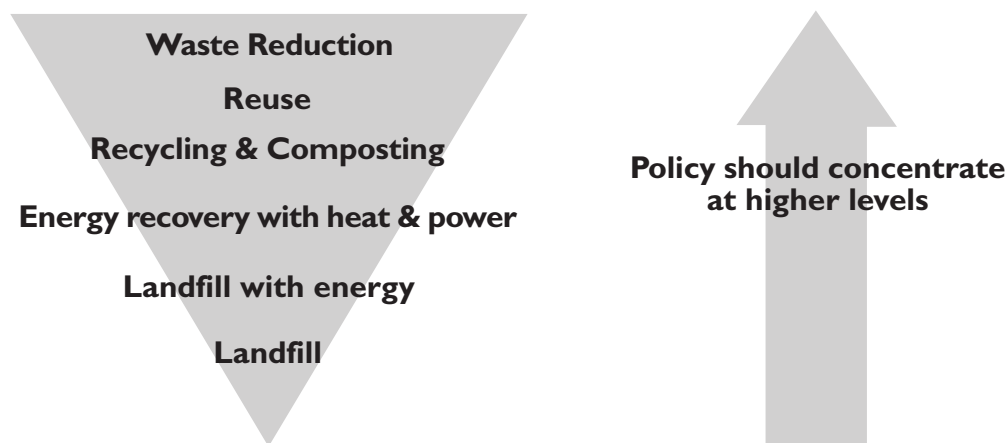 Waste Reduction
Reuse
Recycling & Composting
Energy recovery with heat & power
Landfill with energy
Landfill
Policy should concentrate
at higher levels